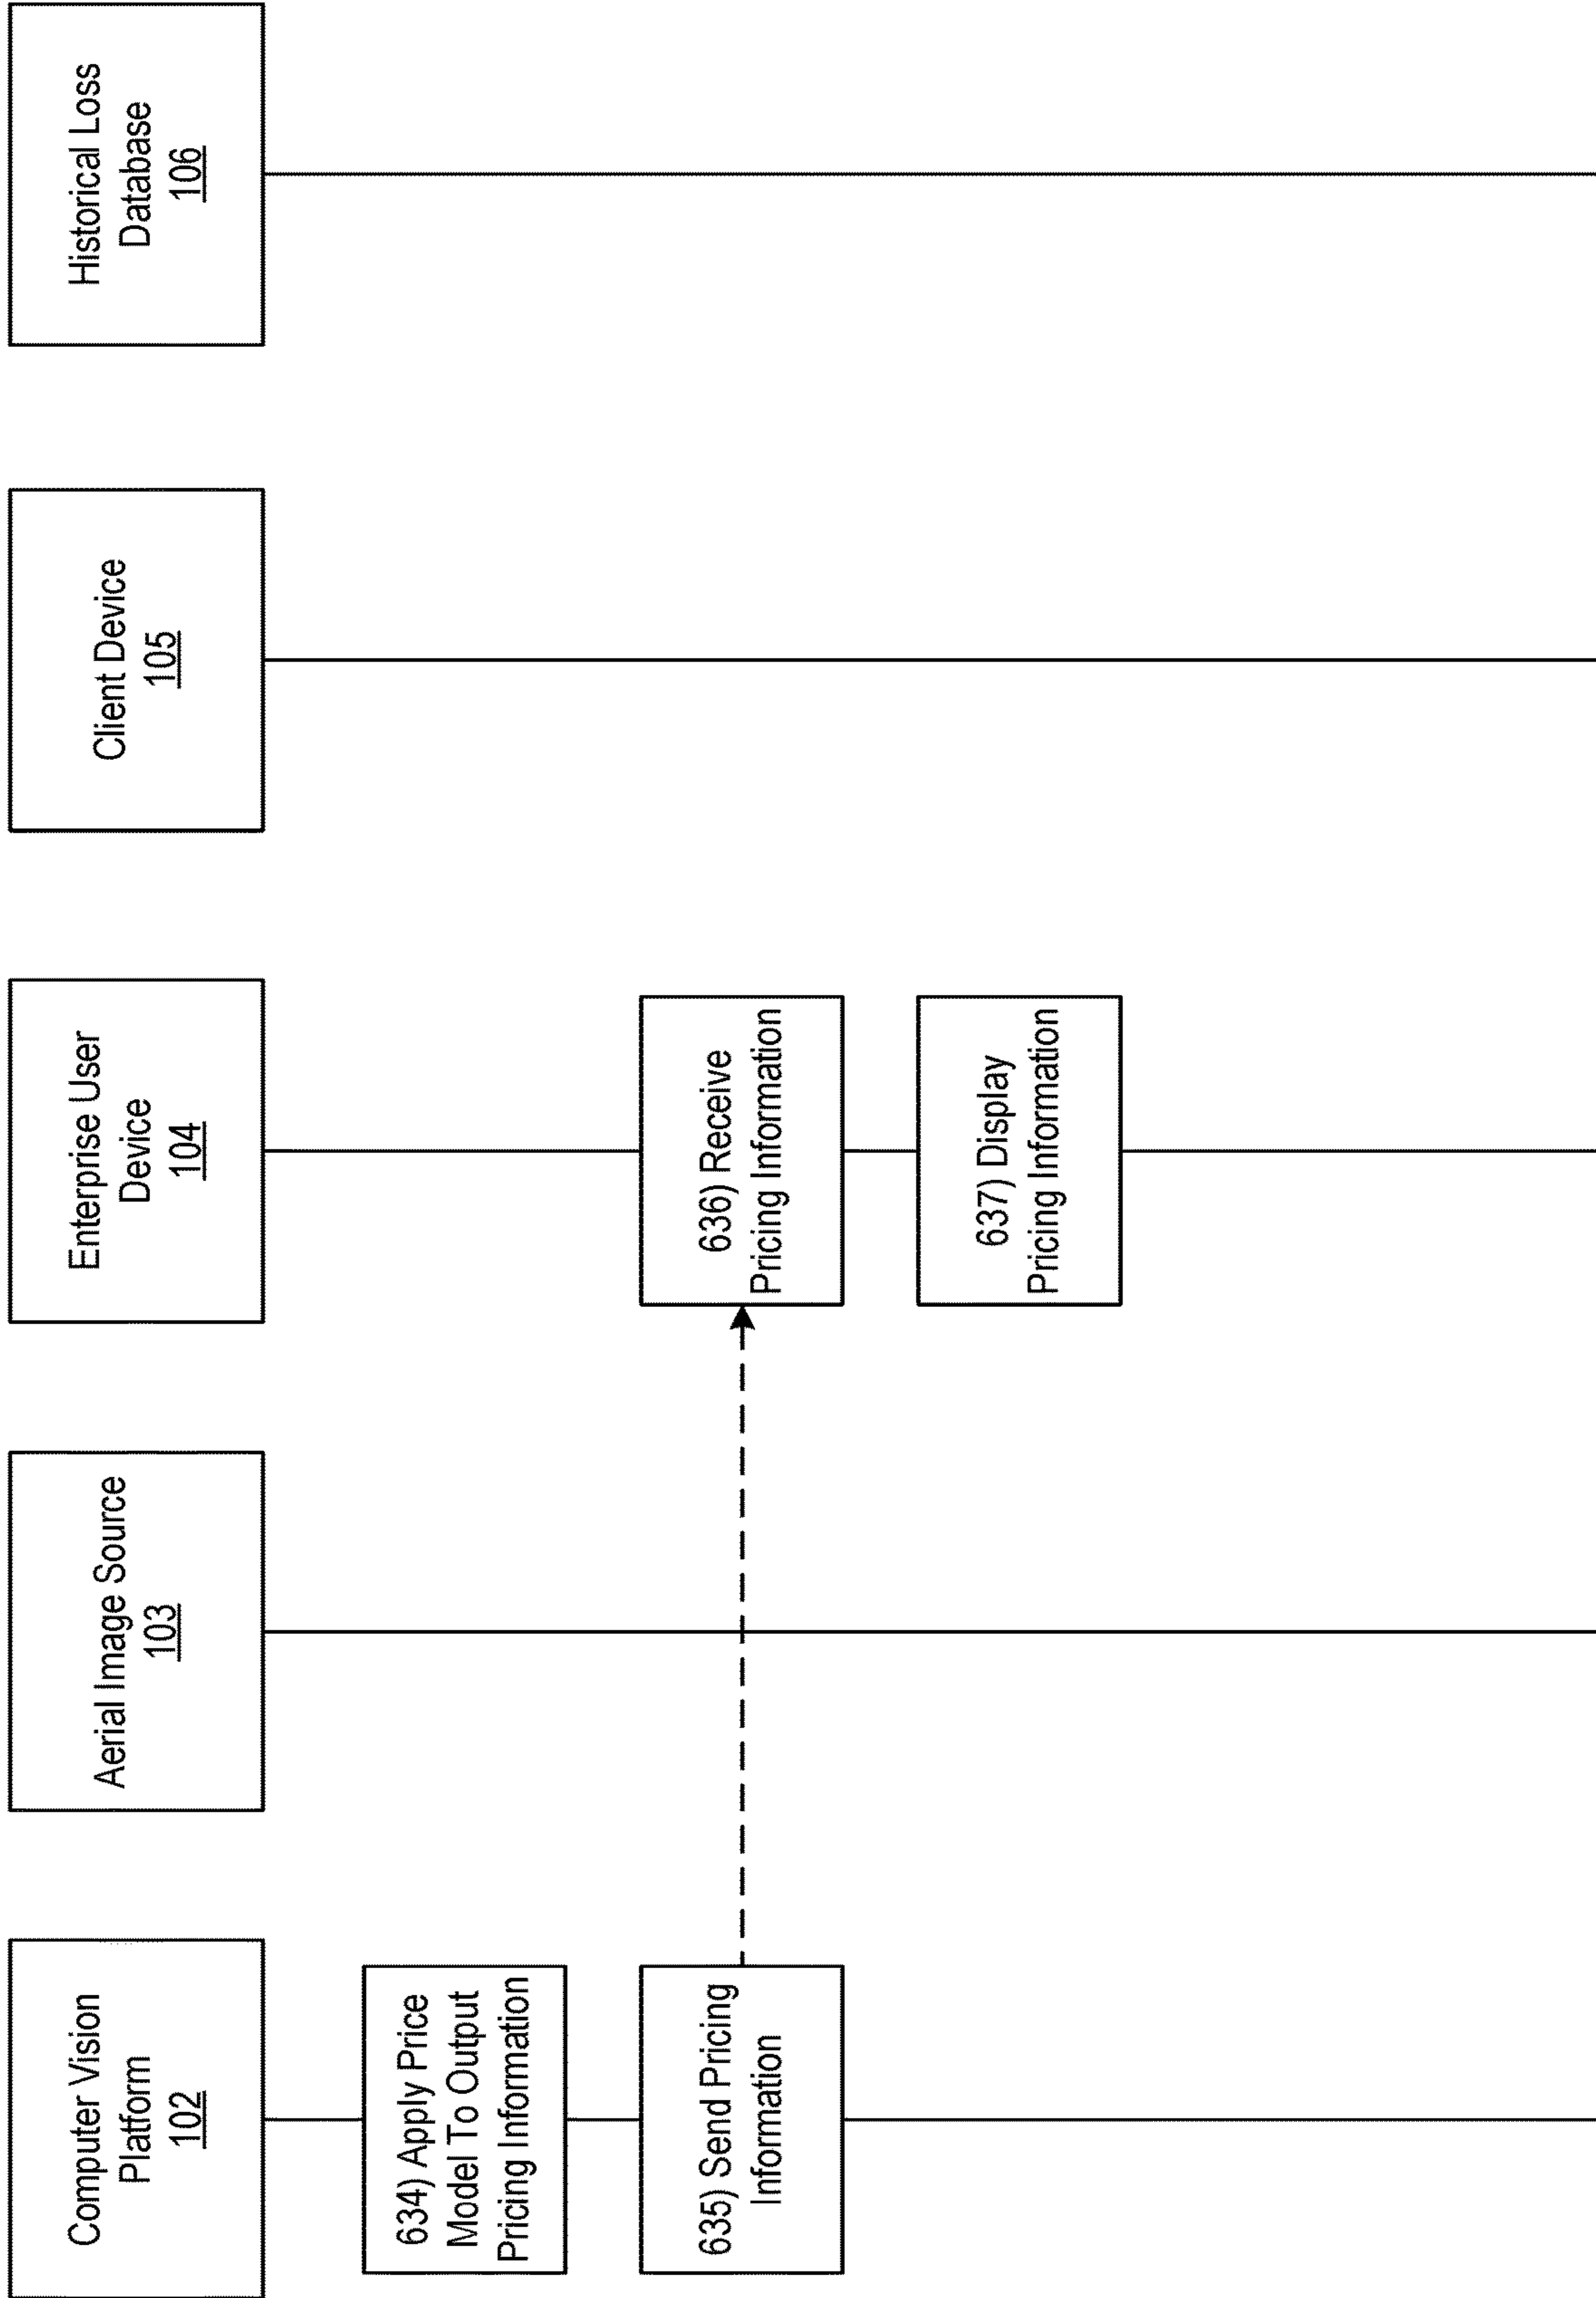 Computer Vision
Platform
102
Aerial Image Source
103
Enterprise User
Device
104
Client Device
105
Historical Loss
Database
106
634) Apply Price
Model To Output
Pricing Information
635) Send Pricing
Information
636) Receive
Pricing Information
637) Display
Pricing Information